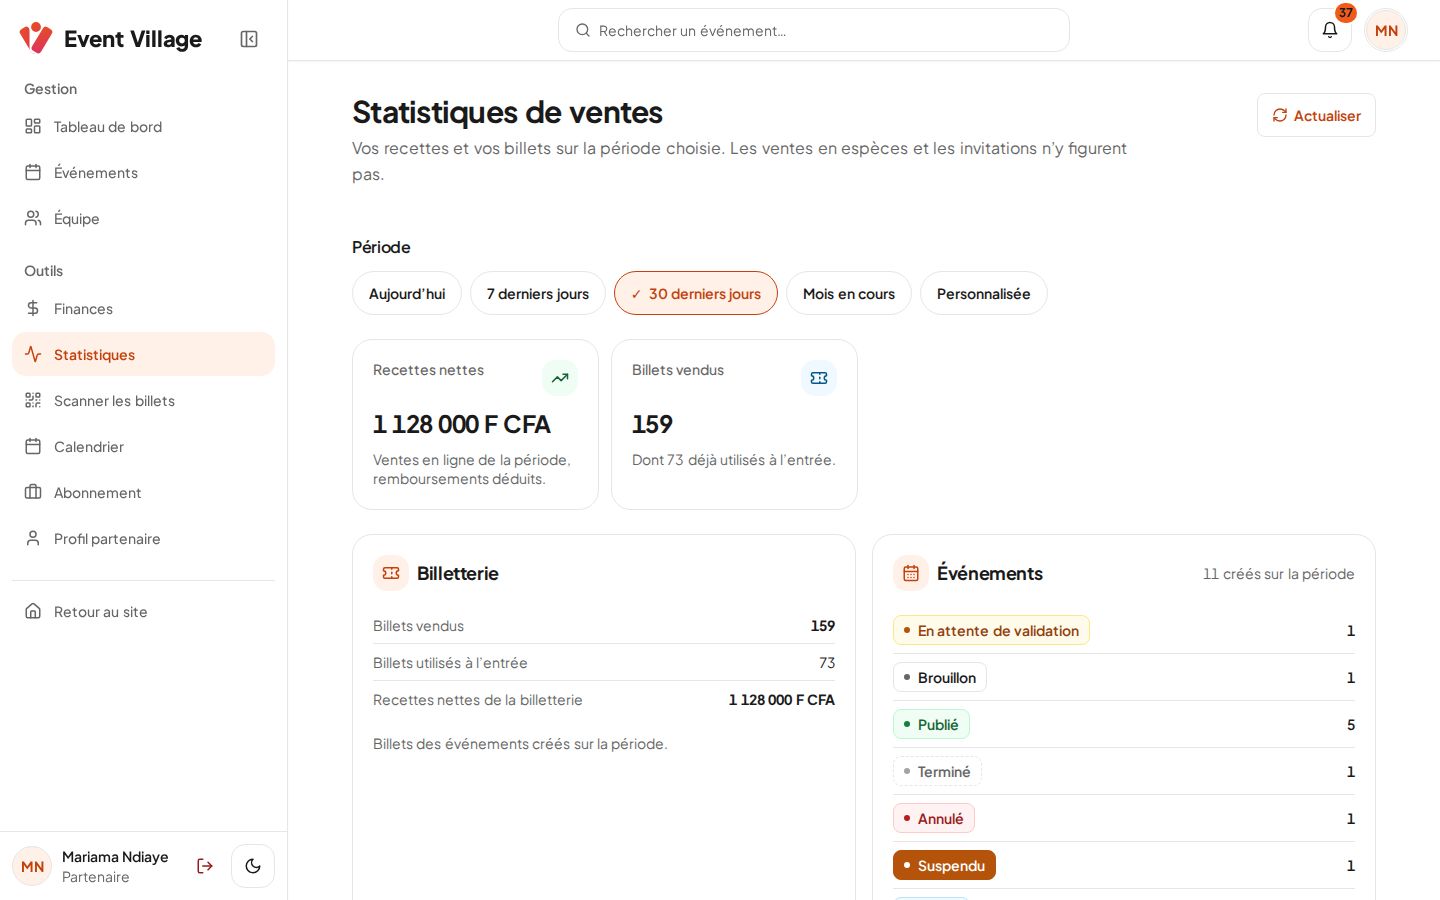 Event Village
Rechercher un événement...
37
MN
Gestion
Tableau de bord
Événements
Équipe
Outils
Finances
Statistiques
Scanner les billets
Calendrier
Abonnement
Profil partenaire
Retour au site
MN
Mariama Ndiaye
Partenaire
Statistiques de ventes
Actualiser
Vos recettes et vos billets sur la période choisie. Les ventes en espèces et les invitations n’y figurent
pas.
Période
Aujourd’hui
7 derniers jours
✓ 30 derniers jours
Mois en cours
Personnalisée
Recettes nettes
1 128 000 F CFA
Ventes en ligne de la période,
remboursements déduits.
Billets vendus
159
Dont 73 déjà utilisés à l’entrée.
Billetterie
Billets vendus 159
Billets utilisés à l’entrée 73
Recettes nettes de la billetterie 1 128 000 F CFA
Billets des événements créés sur la période.
Événements 11 créés sur la période
En attente de validation 1
Brouillon 1
Publié 5
Terminé 1
Annulé 1
Suspendu 1